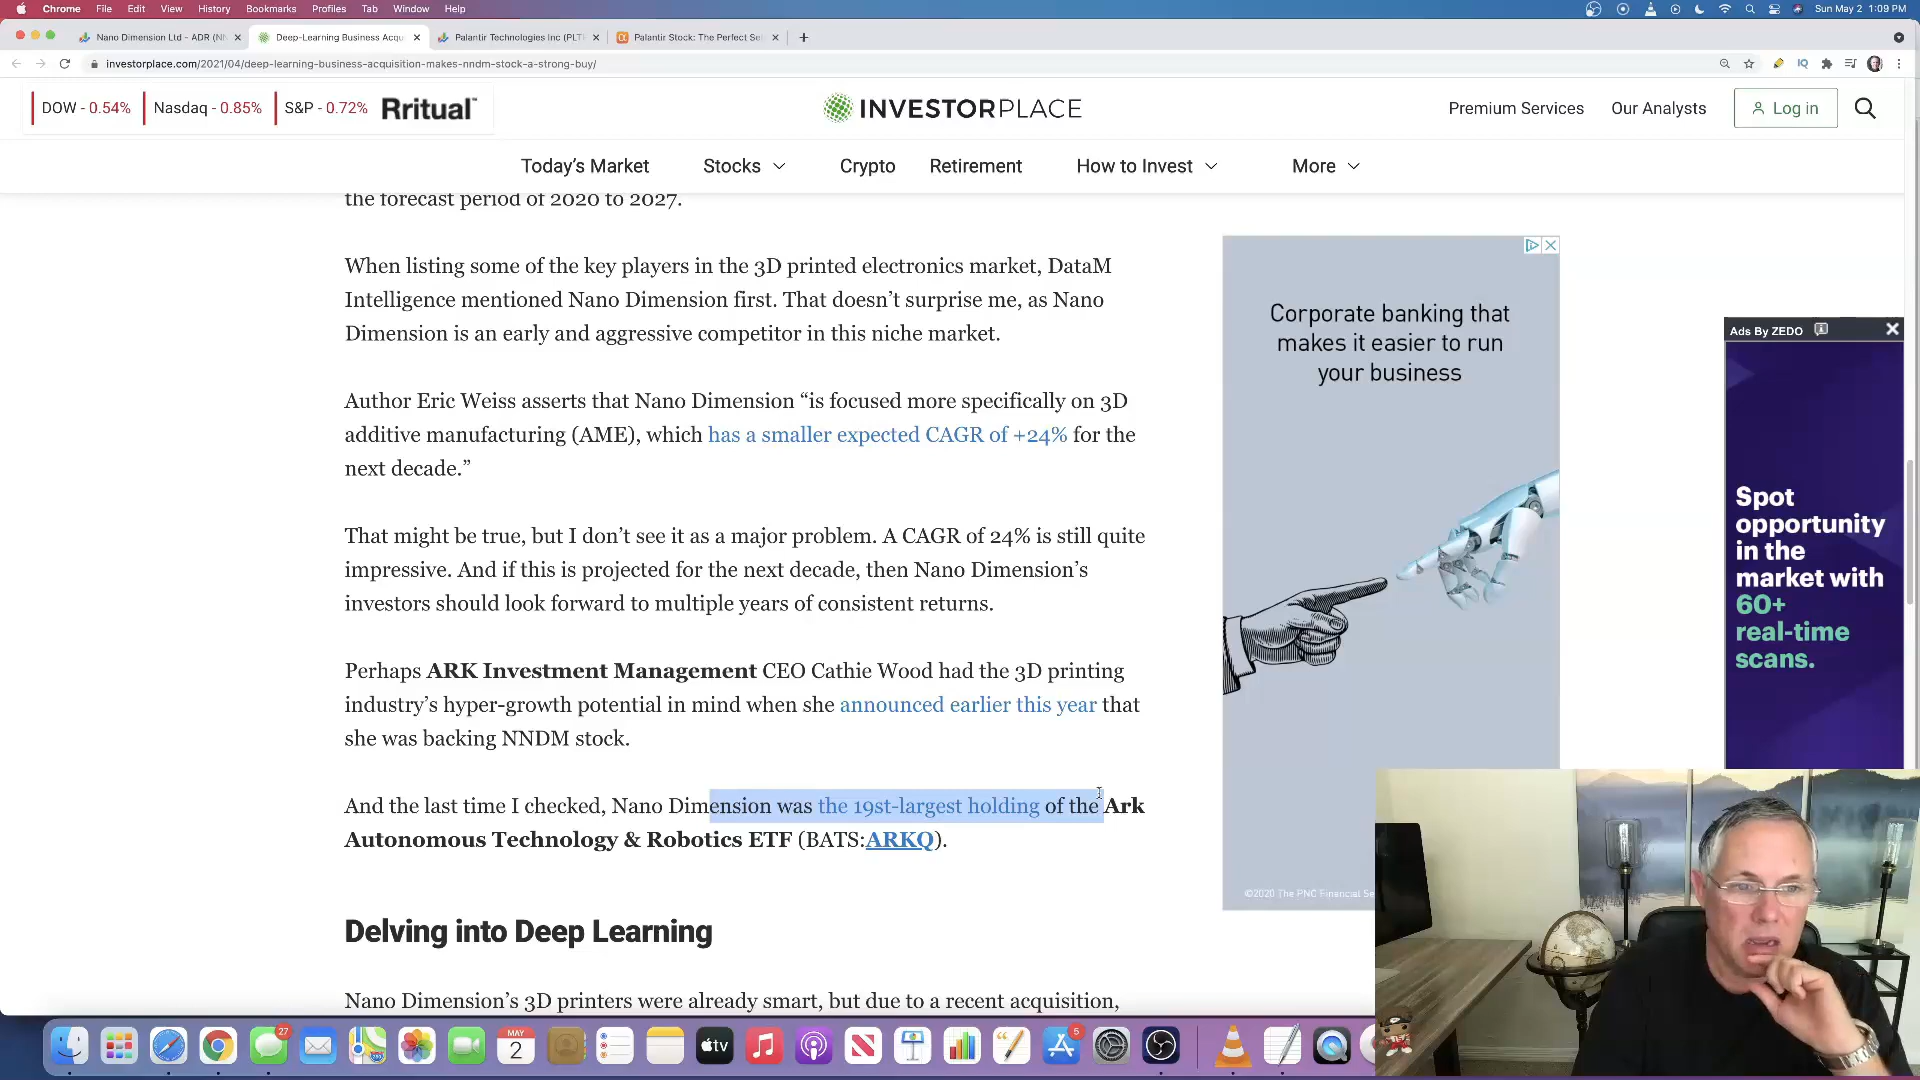 Chrome File Edit View History Bookmarks Profiles Tab Window Help
Sun May 2 1:09 PM
Nano Dimension Ltd - ADR (N
Deep-Learning Business Acqu
Palantir Technologies Inc (PLT
Palantir Stock: The Perfect Se
investorplace.com/2021/04/deep-learning-business-acquisition-makes-nndm-stock-a-strong-buy/
DOW - 0.54% Nasdaq - 0.85% S&P - 0.72% Rritual™
INVESTORPLACE
Premium Services Our Analysts Log in
Today's Market Stocks Crypto Retirement How to Invest More
the forecast period of 2020 to 2027.
When listing some of the key players in the 3D printed electronics market, DataM
Intelligence mentioned Nano Dimension first. That doesn't surprise me, as Nano
Dimension is an early and aggressive competitor in this niche market.
Author Eric Weiss asserts that Nano Dimension “is focused more specifically on 3D
additive manufacturing (AME), which has a smaller expected CAGR of +24% for the
next decade.”
That might be true, but I don't see it as a major problem. A CAGR of 24% is still quite
impressive. And if this is projected for the next decade, then Nano Dimension's
investors should look forward to multiple years of consistent returns.
Perhaps ARK Investment Management CEO Cathie Wood had the 3D printing
industry's hyper-growth potential in mind when she announced earlier this year that
she was backing NNDM stock.
And the last time I checked, Nano Dimension was the 19st-largest holding of the Ark
Autonomous Technology & Robotics ETF (BATS:ARKQ).
Delving into Deep Learning
Nano Dimension's 3D printers were already smart, but due to a recent acquisition,
Corporate banking that
makes it easier to run
your business
©2020 The PNC Financial Se
Ads By ZEDO
Spot
opportunity
in the
market with
60+
real-time
scans.
27
MAY
2
tv
5